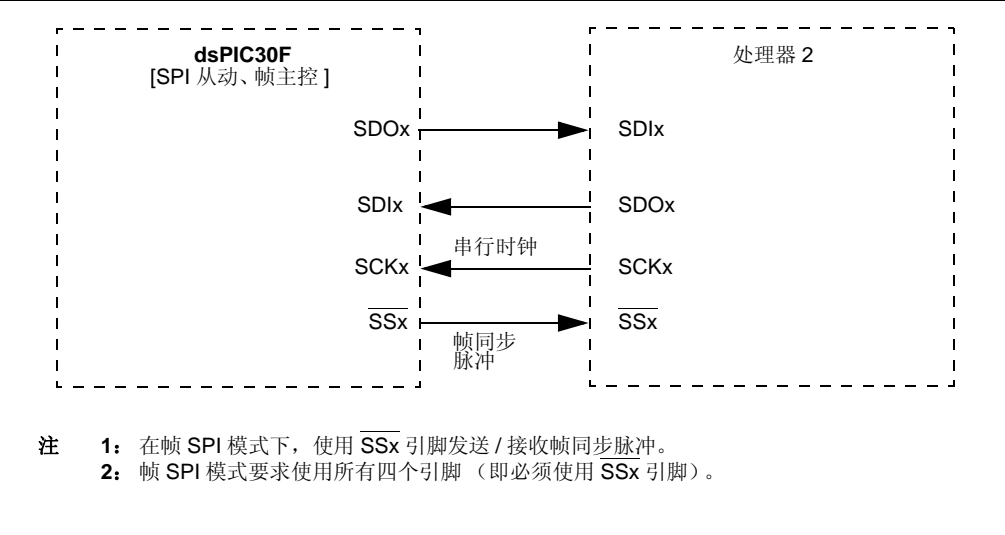 dsPIC30F
[SPI 从动、帧主控 ]
处理器 2
SDOx
SDIx
SDIx
SDOx
串行时钟
SCKx
SCKx
SSx
SSx
帧同步
脉冲
注 1： 在帧 SPI 模式下，使用 SSx 引脚发送 / 接收帧同步脉冲。
2： 帧 SPI 模式要求使用所有四个引脚 （即必须使用 SSx 引脚）。